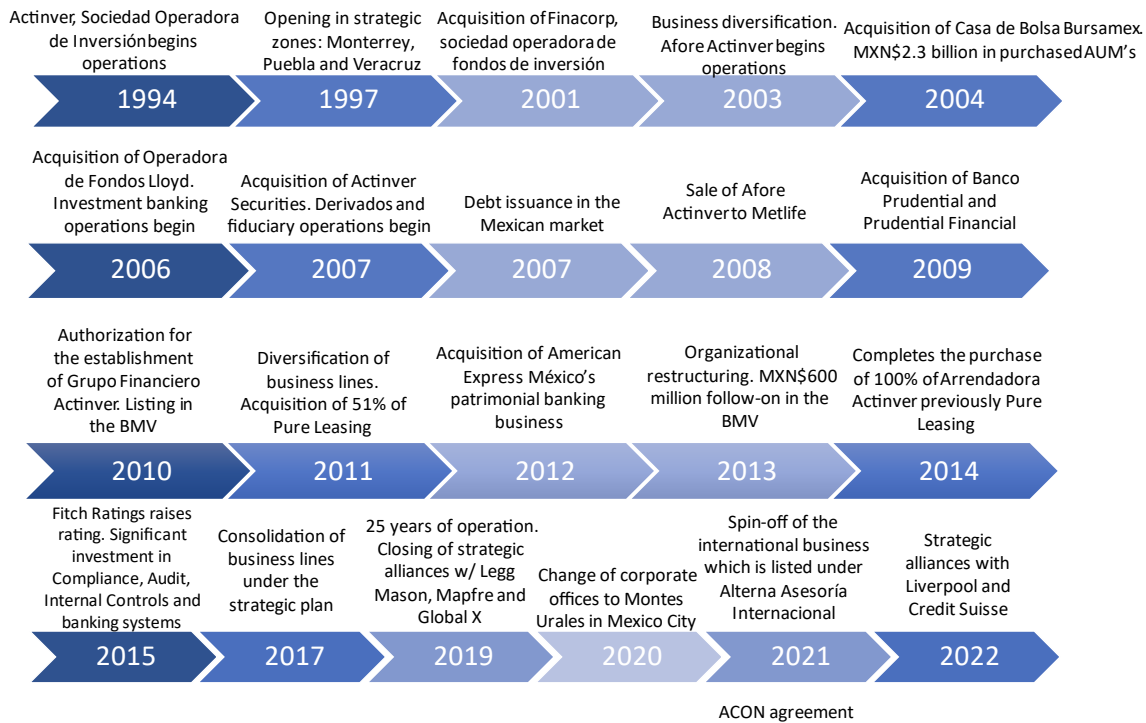 Actinver, Sociedad Operadora
de Inversión begins
operations
1994
Opening in strategic
zones: Monterrey,
Puebla and Veracruz
1997
Acquisition of Finacorp,
sociedad operadora de
fondos de inversión
2001
Business diversification.
Afore Actinver begins
operations
2003
Acquisition of Casa de Bolsa Bursamex.
MXN$2.3 billion in purchased AUM's
2004
Acquisition of Operadora
de Fondos Lloyd.
Investment banking
operations begin
2006
Acquisition of Actinver
Securities. Derivados and
fiduciary operations begin
2007
Debt issuance in the
Mexican market
2007
Sale of Afore
Actinver to Metlife
2008
Acquisition of Banco
Prudential and
Prudential Financial
2009
Authorization for
the establishment
of Grupo Financiero
Actinver. Listing in
the BMV
2010
Diversification of
business lines.
Acquisition of 51% of
Pure Leasing
2011
Acquisition of American
Express México's
patrimonial banking
business
2012
Organizational
restructuring. MXN$600
million follow-on in the
BMV
2013
Completes the purchase
of 100% of Arrendadora
Actinver previously Pure
Leasing
2014
Fitch Ratings raises
rating. Significant
investment in
Compliance, Audit,
Internal Controls and
banking systems
2015
Consolidation of
business lines
under the
strategic plan
2017
25 years of operation.
Closing of strategic
alliances w/ Legg
Mason, Mapfre and
Global X
2019
Change of corporate
offices to Montes
Urales in Mexico City
2020
Spin-off of the
international business
which is listed under
Alterna Asesoría
Internacional
2021
ACON agreement
Strategic
alliances with
Liverpool and
Credit Suisse
2022